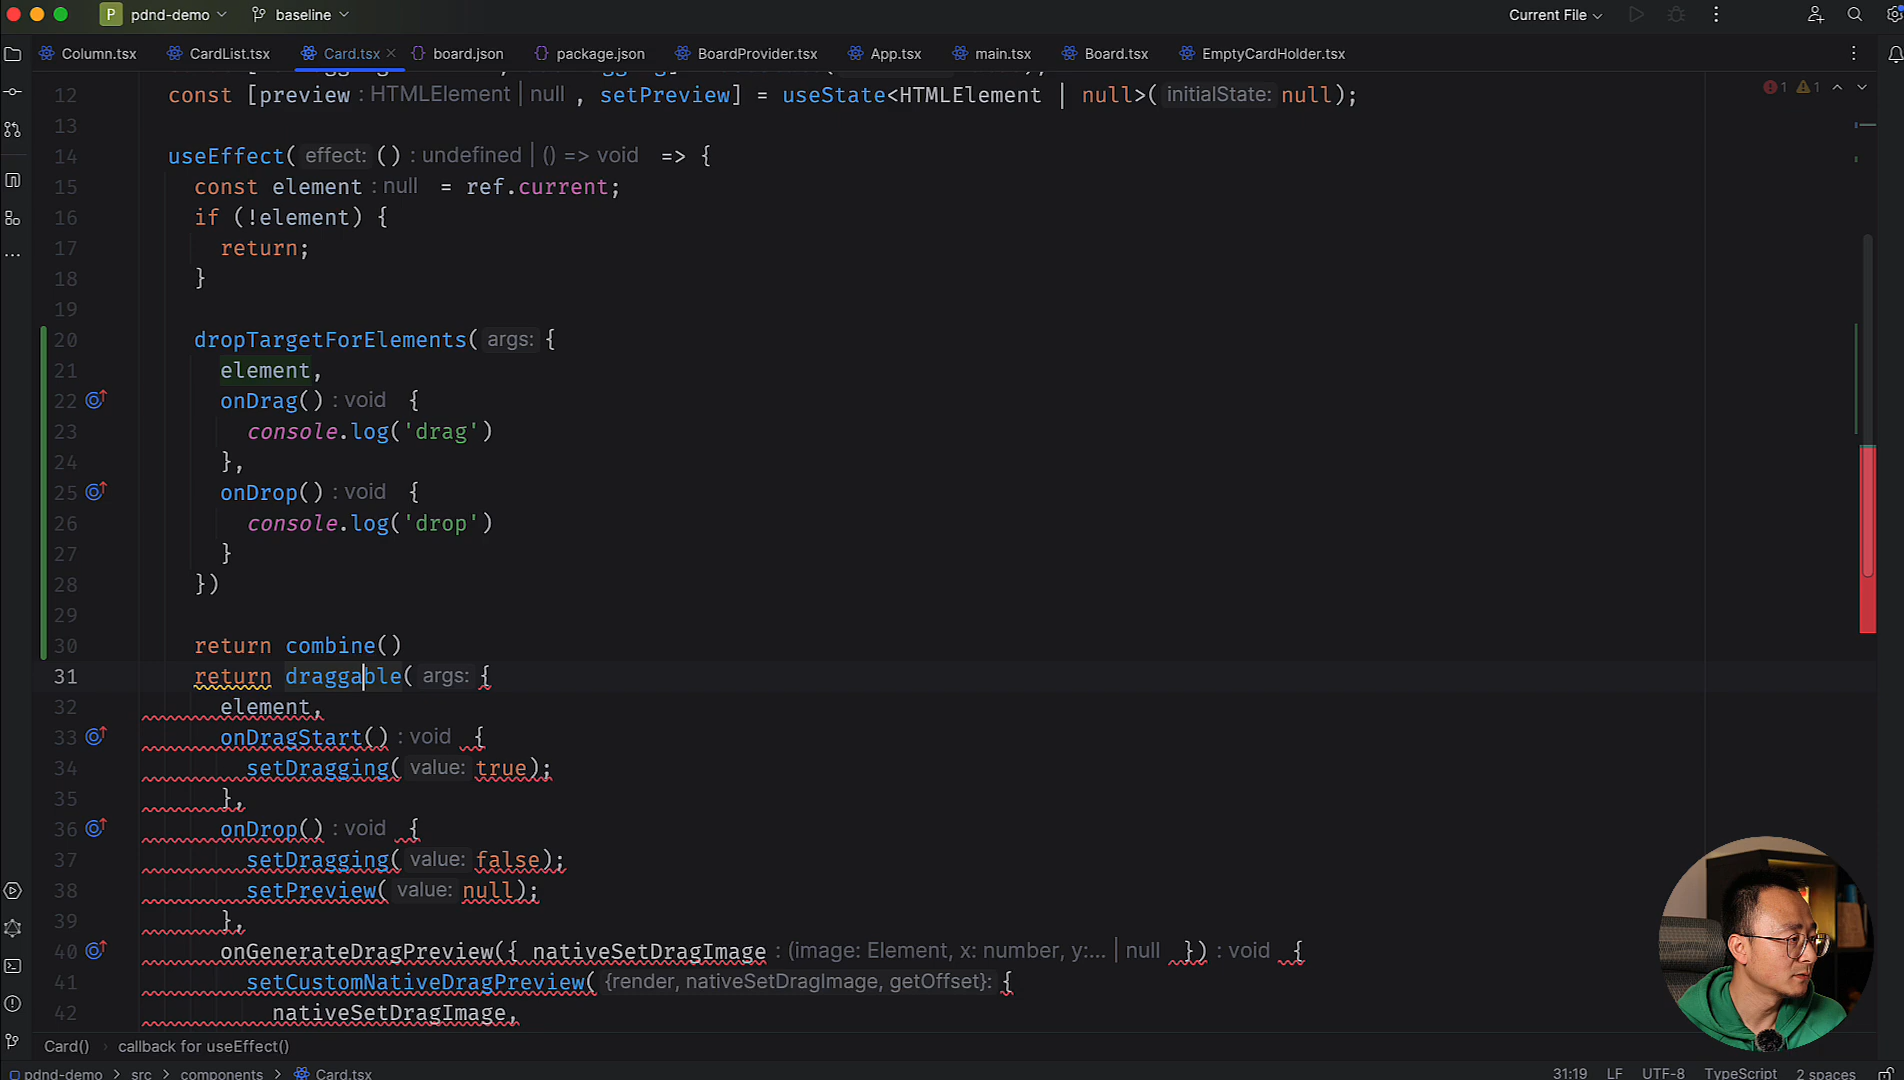 P pdnd-demo baseline Current File
Column.tsx CardList.tsx Card.tsx board.json package.json BoardProvider.tsx App.tsx main.tsx Board.tsx EmptyCardHolder.tsx
12 const [preview : HTMLElement | null , setPreview] = useState<HTMLElement | null>( initialState: null); 1 1
13
14 useEffect( effect: () : undefined | () => void => {
15 const element : null = ref.current;
16 if (!element) {
17 return;
18 }
19
20 dropTargetForElements( args: {
21 element,
22 onDrag() : void {
23 console.log('drag')
24 },
25 onDrop() : void {
26 console.log('drop')
27 }
28 })
29
30 return combine()
31 return draggable( args: {
32 element,
33 onDragStart() : void {
34 setDragging( value: true);
35 },
36 onDrop() : void {
37 setDragging( value: false);
38 setPreview( value: null);
39 },
40 onGenerateDragPreview({ nativeSetDragImage : (image: Element, x: number, y:... | null }) : void {
41 setCustomNativeDragPreview( {render, nativeSetDragImage, getOffset}: {
42 nativeSetDragImage,
Card() › callback for useEffect()
pdnd-demo › src › components › Card.tsx 31:19 LF UTF-8 TypeScript 2 spaces